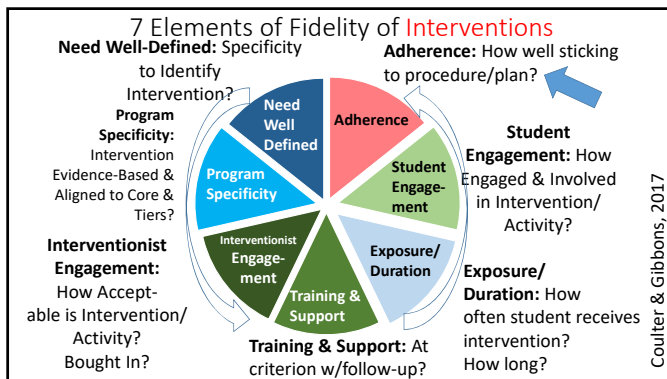 7 Elements of Fidelity of Interventions
Need Well-Defined: Specificity
to Identify
Intervention?
Adherence: How well sticking
to procedure/plan?
Program
Specificity:
Intervention
Evidence-Based &
Aligned to Core &
Tiers?
Need
Well
Defined
Adherence
Student
Engage-
ment
Exposure/
Duration
Training &
Support
Interventionist
Engage-
ment
Program
Specificity
Student
Engagement: How
Engaged & Involved
in Intervention/
Activity?
Interventionist
Engagement:
How Accept-
able is Intervention/
Activity?
Bought In?
Exposure/
Duration: How
often student receives
intervention?
How long?
Training & Support: At
criterion w/follow-up?
Coulter & Gibbons, 2017